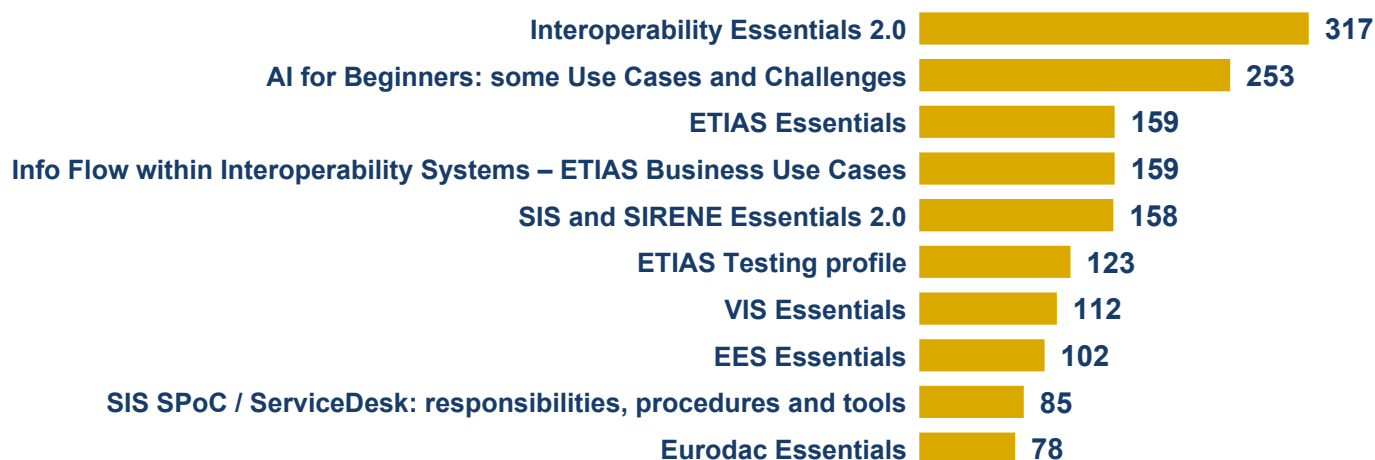 Interoperability Essentials 2.0 317
AI for Beginners: some Use Cases and Challenges 253
ETIAS Essentials 159
Info Flow within Interoperability Systems – ETIAS Business Use Cases 159
SIS and SIRENE Essentials 2.0 158
ETIAS Testing profile 123
VIS Essentials 112
EES Essentials 102
SIS SPoC / ServiceDesk: responsibilities, procedures and tools 85
Eurodac Essentials 78